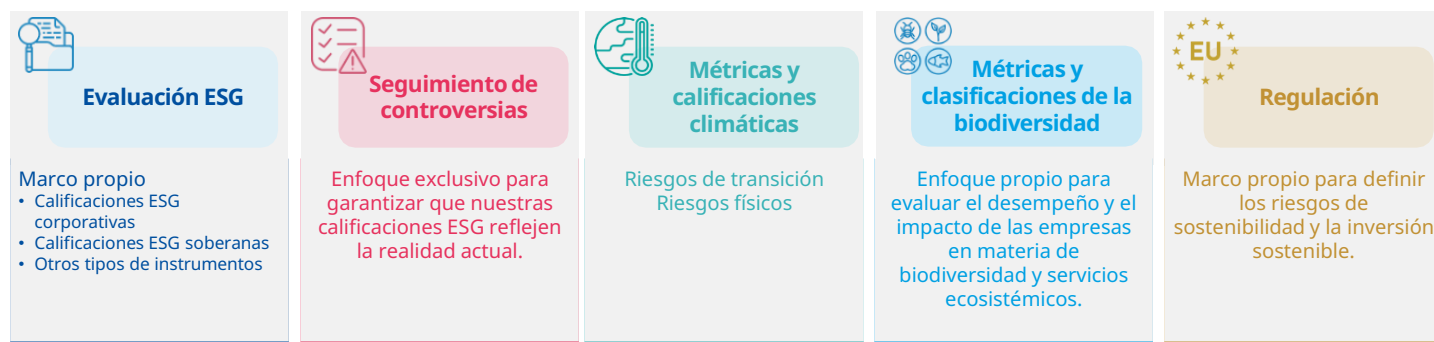 Evaluación ESG
Marco propio
• Calificaciones ESG
corporativas
• Calificaciones ESG soberanas
• Otros tipos de instrumentos
Seguimiento de
controversias
Enfoque exclusivo para
garantizar que nuestras
calificaciones ESG reflejen
la realidad actual.
Métricas y
calificaciones
climáticas
Riesgos de transición
Riesgos físicos
Métricas y
clasificaciones de la
biodiversidad
Enfoque propio para
evaluar el desempeño y el
impacto de las empresas
en materia de
biodiversidad y servicios
ecosistémicos.
EU
Regulación
Marco propio para definir
los riesgos de
sostenibilidad y la inversión
sostenible.